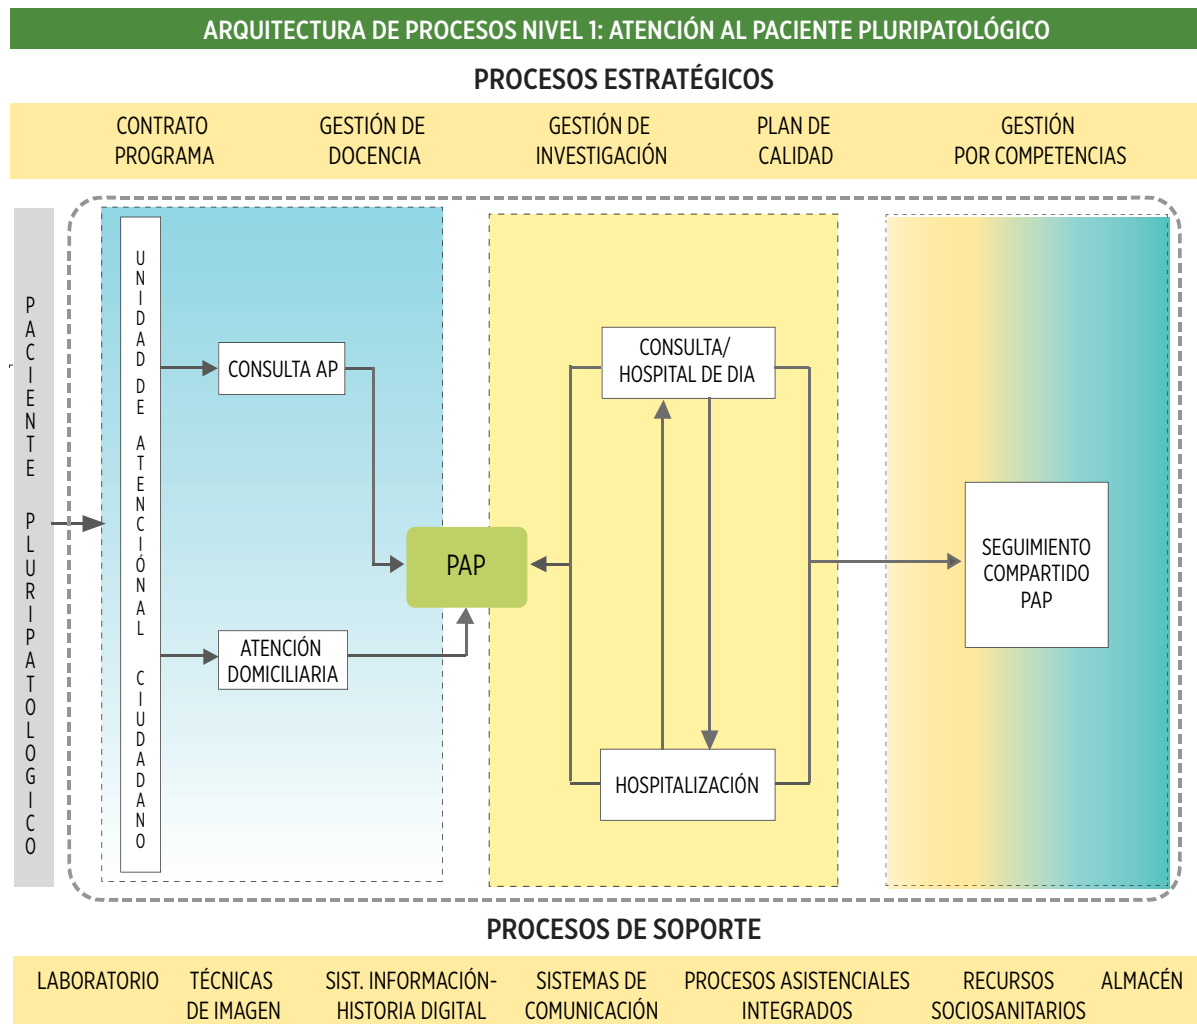 ARQUITECTURA DE PROCESOS NIVEL 1: ATENCIÓN AL PACIENTE PLURIPATOLÓGICO
PROCESOS ESTRATÉGICOS
CONTRATO
PROGRAMA
GESTIÓN DE
DOCENCIA
GESTIÓN DE
INVESTIGACIÓN
PLAN DE
CALIDAD
GESTIÓN
POR COMPETENCIAS
PACIENTE PLURIPATOLOGICO
UNIDAD DE ATENCIÓNAL CIUDADANO
CONSULTA AP
ATENCIÓN
DOMICILIARIA
PAP
CONSULTA/
HOSPITAL DE DIA
HOSPITALIZACIÓN
SEGUIMIENTO
COMPARTIDO
PAP
PROCESOS DE SOPORTE
LABORATORIO
TÉCNICAS
DE IMAGEN
SIST. INFORMACIÓN-
HISTORIA DIGITAL
SISTEMAS DE
COMUNICACIÓN
PROCESOS ASISTENCIALES
INTEGRADOS
RECURSOS
SOCIOSANITARIOS
ALMACÉN